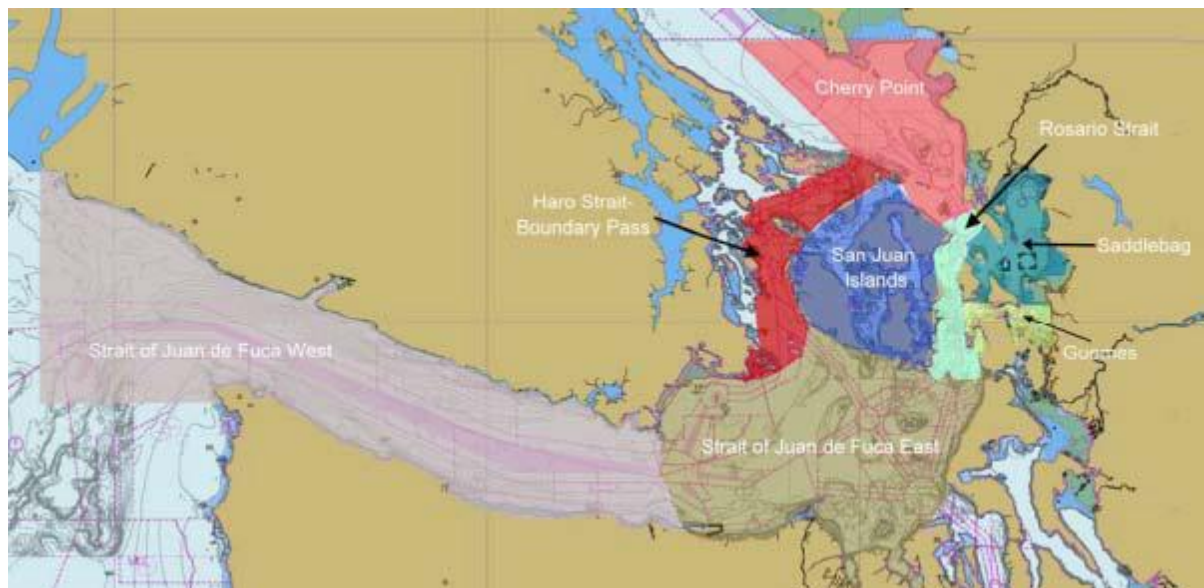 Cherry Point
Rosario Strait
Haro Strait-
Boundary Pass
Saddlebag
San Juan
Islands
Guemes
Strait of Juan de Fuca West
Strait of Juan de Fuca East